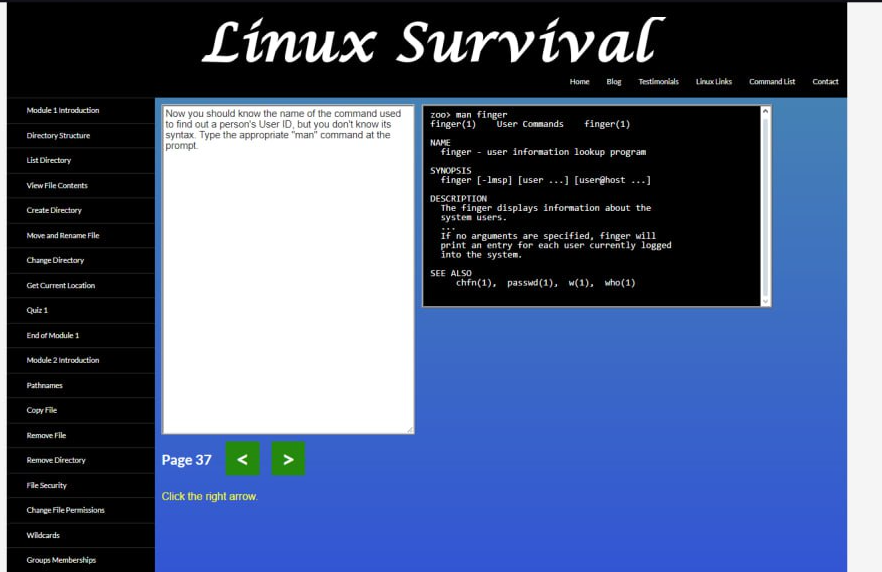 Linux Survival
Home Blog Testimonials Linux Links Command List Contact
Module 1 Introduction
Directory Structure
List Directory
View File Contents
Create Directory
Move and Rename File
Change Directory
Get Current Location
Quiz 1
End of Module 1
Module 2 Introduction
Pathnames
Copy File
Remove File
Remove Directory
File Security
Change File Permissions
Wildcards
Groups Memberships
Now you should know the name of the command used
to find out a person's User ID, but you don't know its
syntax. Type the appropriate "man" command at the
prompt.
zoo> man finger
finger(1) User Commands finger(1)
NAME
finger - user information lookup program
SYNOPSIS
finger [-lmsp] [user ...] [user@host ...]
DESCRIPTION
The finger displays information about the
system users.
...
If no arguments are specified, finger will
print an entry for each user currently logged
into the system.
SEE ALSO
chfn(1), passwd(1), w(1), who(1)
Page 37 < >
Click the right arrow.